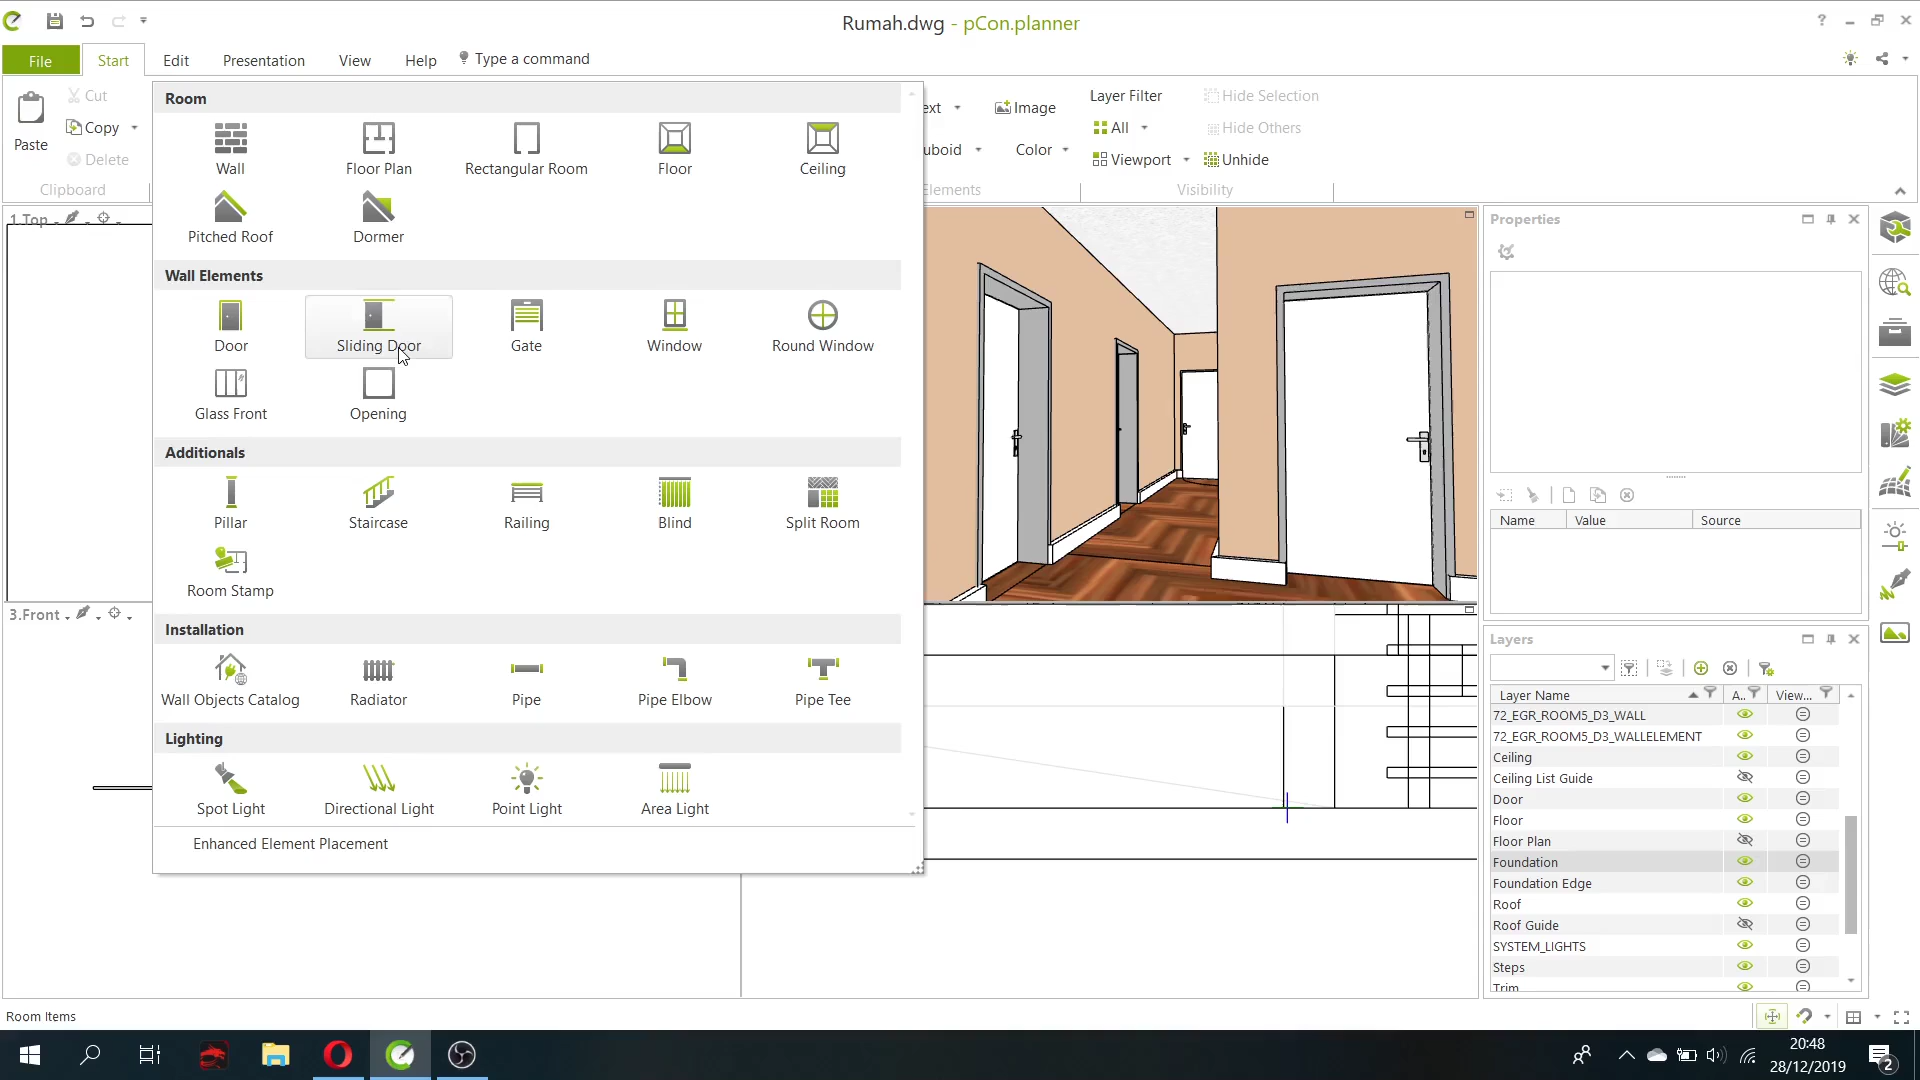 Rumah.dwg - pCon.planner
File
Start
Edit
Presentation
View
Help
Type a command
Paste
Cut
Copy
Delete
Clipboard
ext
Image
uboid
Color
Elements
Layer Filter
All
Viewport
Hide Selection
Hide Others
Unhide
Visibility
1.Top
3.Front
Room
Wall
Floor Plan
Rectangular Room
Floor
Ceiling
Pitched Roof
Dormer
Wall Elements
Door
Sliding Door
Gate
Window
Round Window
Glass Front
Opening
Additionals
Pillar
Staircase
Railing
Blind
Split Room
Room Stamp
Installation
Wall Objects Catalog
Radiator
Pipe
Pipe Elbow
Pipe Tee
Lighting
Spot Light
Directional Light
Point Light
Area Light
Enhanced Element Placement
Properties
Name
Value
Source
Layers
Layer Name
A..
View...
72_EGR_ROOM5_D3_WALL
72_EGR_ROOM5_D3_WALLELEMENT
Ceiling
Ceiling List Guide
Door
Floor
Floor Plan
Foundation
Foundation Edge
Roof
Roof Guide
SYSTEM_LIGHTS
Steps
Trim
Room Items
20:48
28/12/2019
2